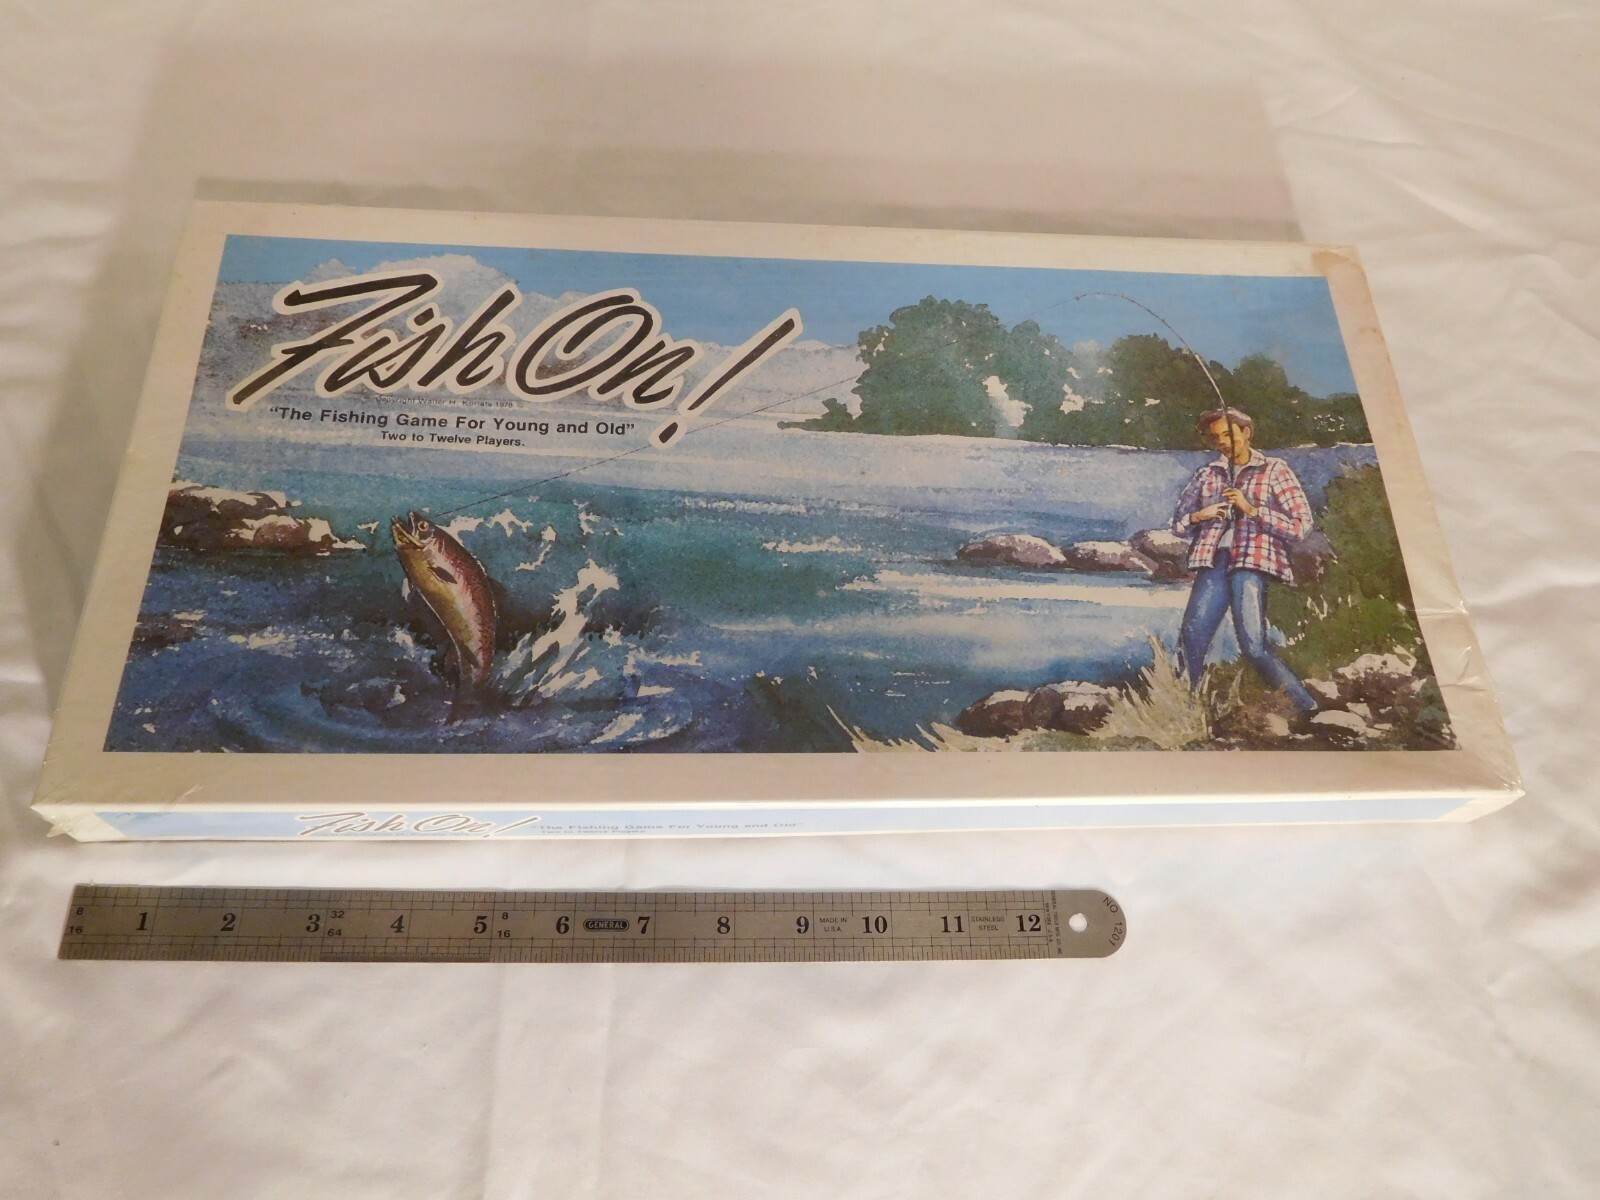 Fish On!
"The Fishing Game For Young and Old"
Two to Twelve Players.
Fish On!
"The Fishing Game For Young and Old"
8 1 2 3 32 4 5 8 6 GENERAL 7 8 9 MADE IN U.S.A. 10 11 STAINLESS STEEL 12 NO. 1201
16 64 16